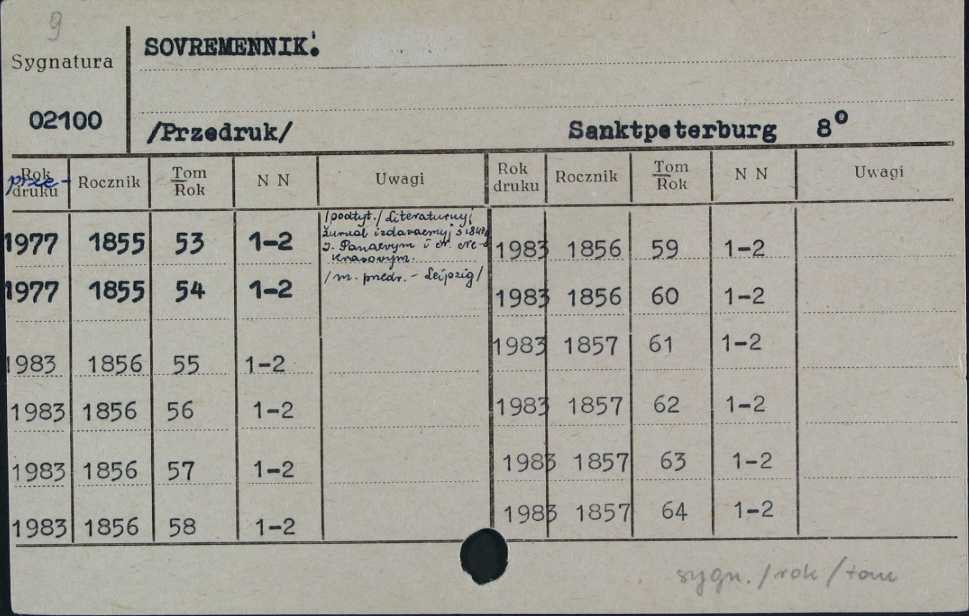 9
SOVREMENNIK.
Sygnatura
02100
/Przedruk/ Sanktpeterburg 8°
Rok prze-druku Rocznik Tom/Rok N N Uwagi Rok druku Rocznik Tom/Rok N N Uwagi
/podtyt./ Literaturnyj
žurnal izdavaemyj s 1847
I. Panaevym i N. Ne-
krasovym.
/m. przedr. - Leipzig/
1977 1855 53 1-2 1983 1856 59 1-2
1977 1855 54 1-2 1983 1856 60 1-2
1983 1856 55 1-2 1983 1857 61 1-2
1983 1856 56 1-2 1983 1857 62 1-2
1983 1856 57 1-2 1983 1857 63 1-2
1983 1856 58 1-2 1983 1857 64 1-2
sygn./rok/tom